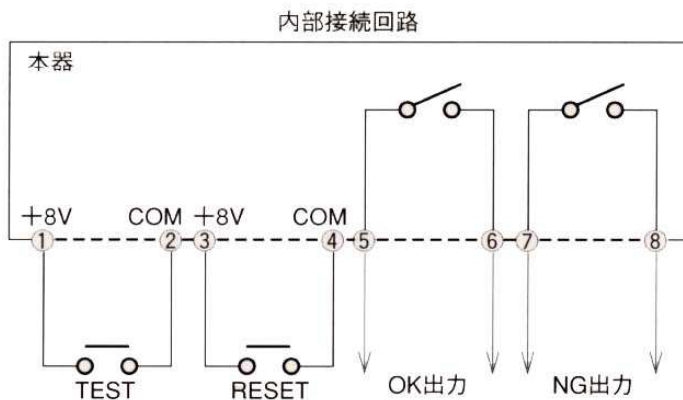 内部接続回路
本器
＋8V COM ＋8V COM
① ② ③ ④ ⑤ ⑥ ⑦ ⑧
TEST RESET OK出力 NG出力